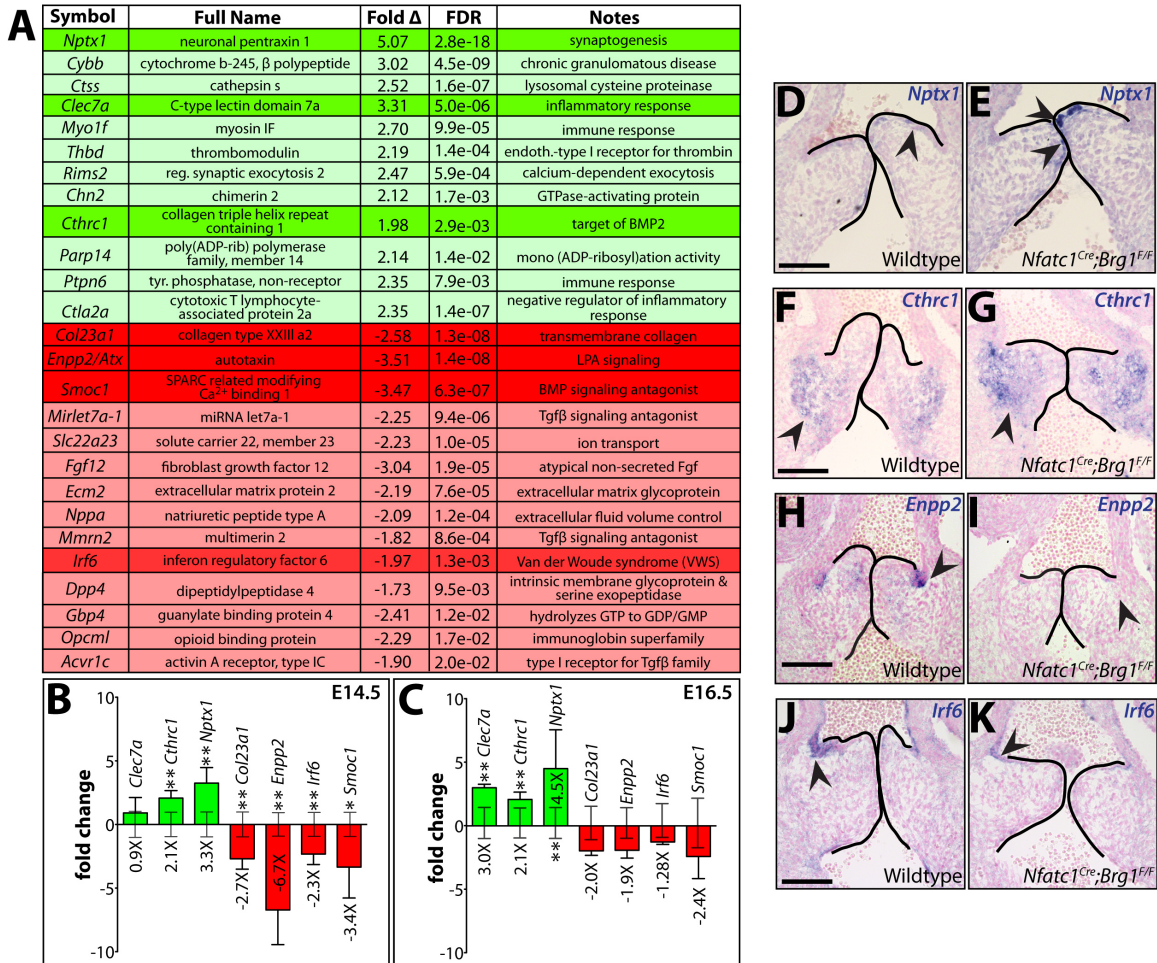 A
Symbol Full Name Fold Δ FDR Notes
Nptx1 neuronal pentraxin 1 5.07 2.8e-18 synaptogenesis
Cybb cytochrome b-245, β polypeptide 3.02 4.5e-09 chronic granulomatous disease
Ctss cathepsin s 2.52 1.6e-07 lysosomal cysteine proteinase
Clec7a C-type lectin domain 7a 3.31 5.0e-06 inflammatory response
Myo1f myosin IF 2.70 9.9e-05 immune response
Thbd thrombomodulin 2.19 1.4e-04 endoth.-type I receptor for thrombin
Rims2 reg. synaptic exocytosis 2 2.47 5.9e-04 calcium-dependent exocytosis
Chn2 chimerin 2 2.12 1.7e-03 GTPase-activating protein
Cthrc1 collagen triple helix repeat containing 1 1.98 2.9e-03 target of BMP2
Parp14 poly(ADP-rib) polymerase family, member 14 2.14 1.4e-02 mono (ADP-ribosyl)ation activity
Ptpn6 tyr. phosphatase, non-receptor 2.35 7.9e-03 immune response
Ctla2a cytotoxic T lymphocyte-associated protein 2a 2.35 1.4e-07 negative regulator of inflammatory response
Col23a1 collagen type XXIII a2 -2.58 1.3e-08 transmembrane collagen
Enpp2/Atx autotaxin -3.51 1.4e-08 LPA signaling
Smoc1 SPARC related modifying Ca2+ binding 1 -3.47 6.3e-07 BMP signaling antagonist
Mirlet7a-1 miRNA let7a-1 -2.25 9.4e-06 Tgfβ signaling antagonist
Slc22a23 solute carrier 22, member 23 -2.23 1.0e-05 ion transport
Fgf12 fibroblast growth factor 12 -3.04 1.9e-05 atypical non-secreted Fgf
Ecm2 extracellular matrix protein 2 -2.19 7.6e-05 extracellular matrix glycoprotein
Nppa natriuretic peptide type A -2.09 1.2e-04 extracellular fluid volume control
Mmrn2 multimerin 2 -1.82 8.6e-04 Tgfβ signaling antagonist
Irf6 inferon regulatory factor 6 -1.97 1.3e-03 Van der Woude syndrome (VWS)
Dpp4 dipeptidylpeptidase 4 -1.73 9.5e-03 intrinsic membrane glycoprotein & serine exopeptidase
Gbp4 guanylate binding protein 4 -2.41 1.2e-02 hydrolyzes GTP to GDP/GMP
Opcml opioid binding protein -2.29 1.7e-02 immunoglobin superfamily
Acvr1c activin A receptor, type IC -1.90 2.0e-02 type I receptor for Tgfβ family
B
E14.5
fold change
10
5
0
-5
-10
Clec7a
** Cthrc1
** Nptx1
** Col23a1
** Enpp2
** Irf6
* Smoc1
0.9X
2.1X
3.3X
-2.7X
-6.7X
-2.3X
-3.4X
C
E16.5
fold change
10
5
0
-5
-10
** Clec7a
** Cthrc1
** Nptx1
Col23a1
Enpp2
Irf6
Smoc1
3.0X
2.1X
4.5X
-2.0X
-1.9X
-1.28X
-2.4X
D
Nptx1
Wildtype
E
Nptx1
Nfatc1Cre;Brg1F/F
F
Cthrc1
Wildtype
G
Cthrc1
Nfatc1Cre;Brg1F/F
H
Enpp2
Wildtype
I
Enpp2
Nfatc1Cre;Brg1F/F
J
Irf6
Wildtype
K
Irf6
Nfatc1Cre;Brg1F/F